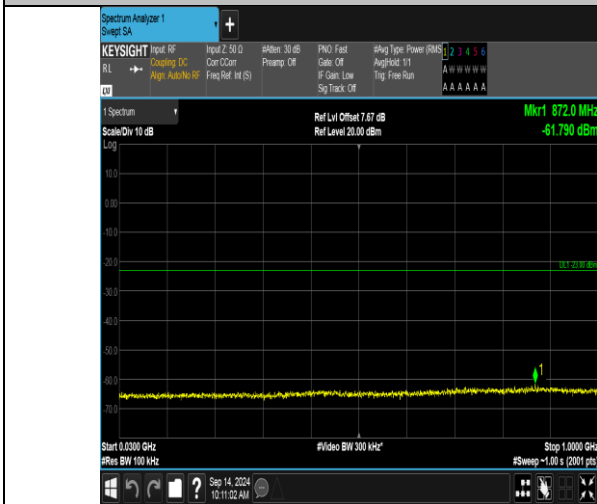 Spectrum Analyzer 1
Swept SA
+
KEYSIGHT Input: RF Input Z: 50 Ω #Atten: 30 dB PNO: Fast #Avg Type: Power (RMS 1 2 3 4 5 6
RL Coupling: DC Corr CCorr Preamp: Off Gate: Off Avg|Hold: 1/1 A W W W W W
Align: Auto/No RF Freq Ref: Int (S) IF Gain: Low Trig: Free Run
Sig Track: Off A A A A A A
1 Spectrum
Ref Lvl Offset 7.67 dB Mkr1 872.0 MHz
Scale/Div 10 dB Ref Level 20.00 dBm -61.790 dBm
Log
10.0
0.00
-10.0
-20.0
DL1 -23.00 dBm
-30.0
-40.0
-50.0
1
-60.0
-70.0
Start 0.0300 GHz #Video BW 300 kHz* Stop 1.0000 GHz
#Res BW 100 kHz #Sweep ~1.00 s (2001 pts)
? Sep 14, 2024
10:11:02 AM